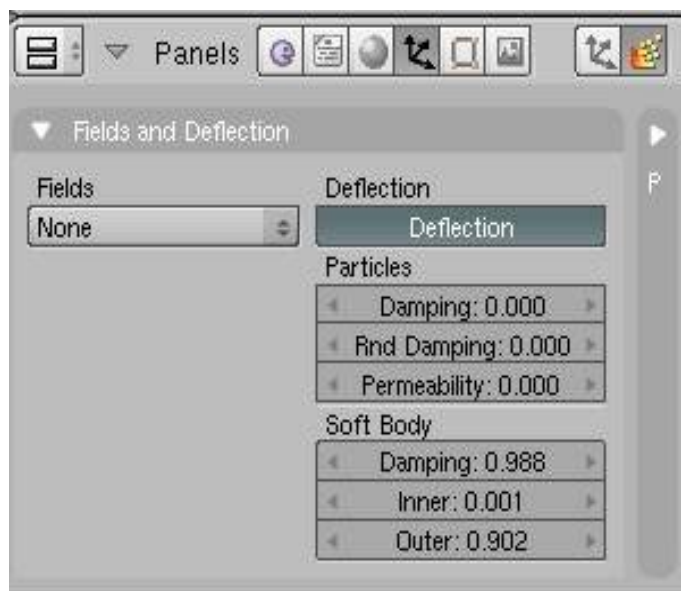 Panels
Fields and Deflection
P
Fields
None
Deflection
Deflection
Particles
Damping: 0.000
Rnd Damping: 0.000
Permeability: 0.000
Soft Body
Damping: 0.988
Inner: 0.001
Outer: 0.902